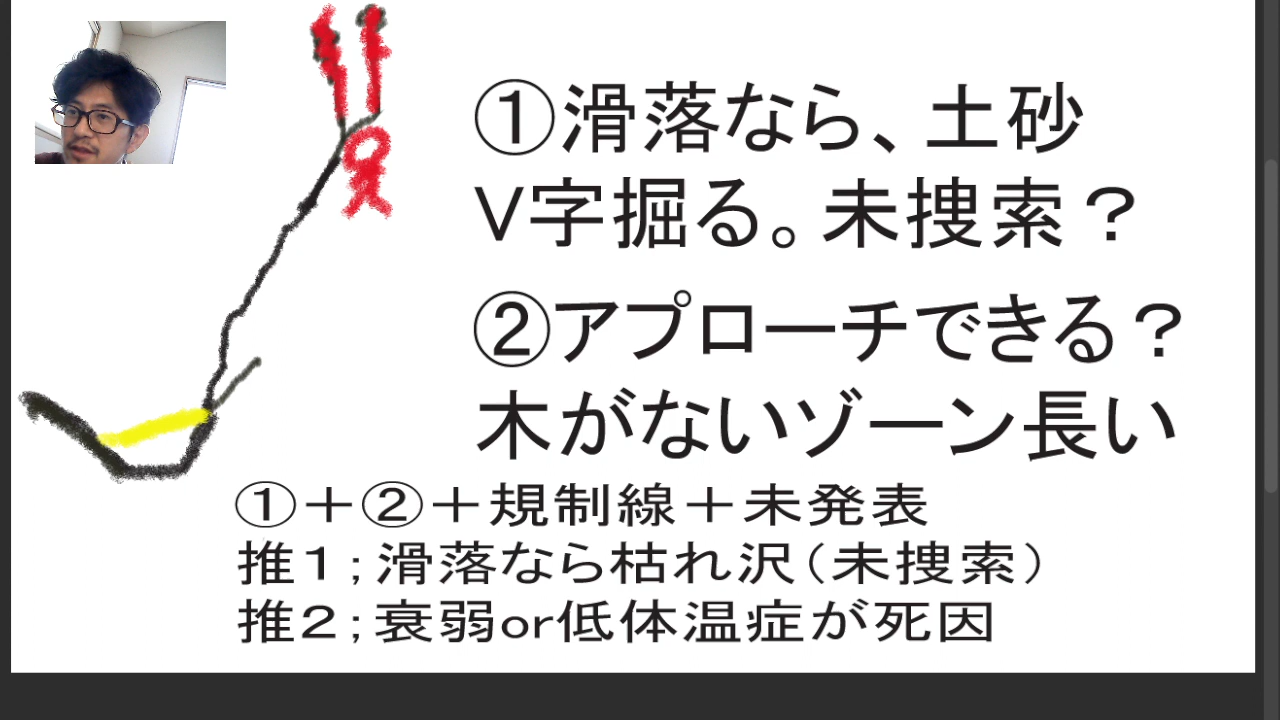 ①滑落なら、土砂
V字掘る。未捜索？
②アプローチできる？
木がないゾーン長い
①＋②＋規制線＋未発表
推１；滑落なら枯れ沢（未捜索）
推２；衰弱or低体温症が死因